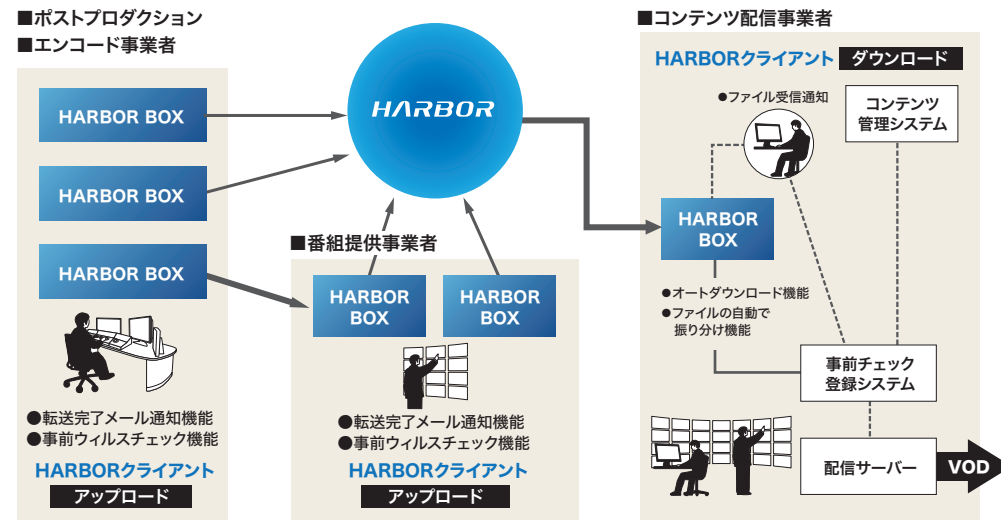 ■ポストプロダクション
■エンコード事業者
HARBOR BOX
HARBOR BOX
HARBOR BOX
●転送完了メール通知機能
●事前ウィルスチェック機能
HARBORクライアント
アップロード
HARBOR
■番組提供事業者
HARBOR
BOX
HARBOR
BOX
●転送完了メール通知機能
●事前ウィルスチェック機能
HARBORクライアント
アップロード
■コンテンツ配信事業者
HARBORクライアント ダウンロード
●ファイル受信通知
コンテンツ
管理システム
HARBOR
BOX
●オートダウンロード機能
●ファイルの自動で
振り分け機能
事前チェック
登録システム
配信サーバー
VOD